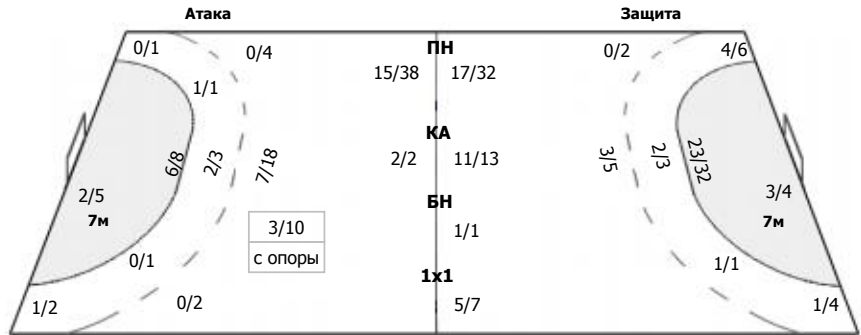 Атака
Защита
0/1
0/4
ПН
0/2
4/6
15/38
17/32
1/1
КА
6/8
2/3
7/18
2/2
11/13
3/5
2/3
23/32
2/5
7м
3/4
7м
БН
3/10
с опоры
1/1
0/1
1/1
1x1
1/2
0/2
5/7
1/4